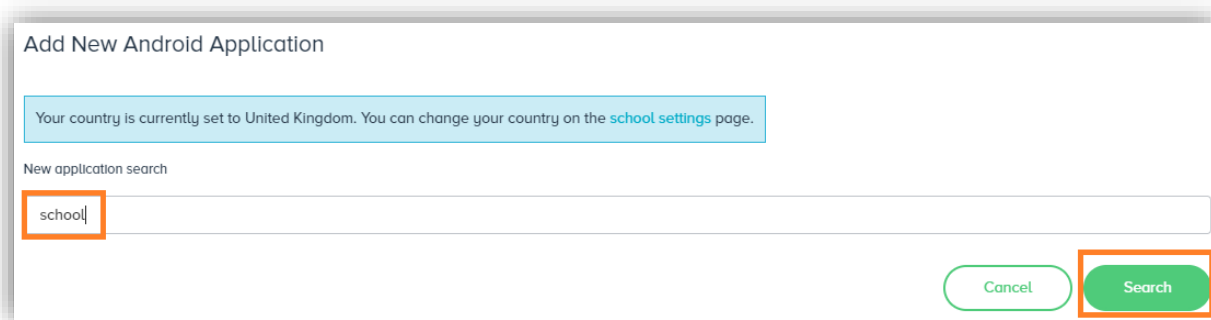 Add New Android Application
Your country is currently set to United Kingdom. You can change your country on the school settings page.
New application search
school
Cancel
Search